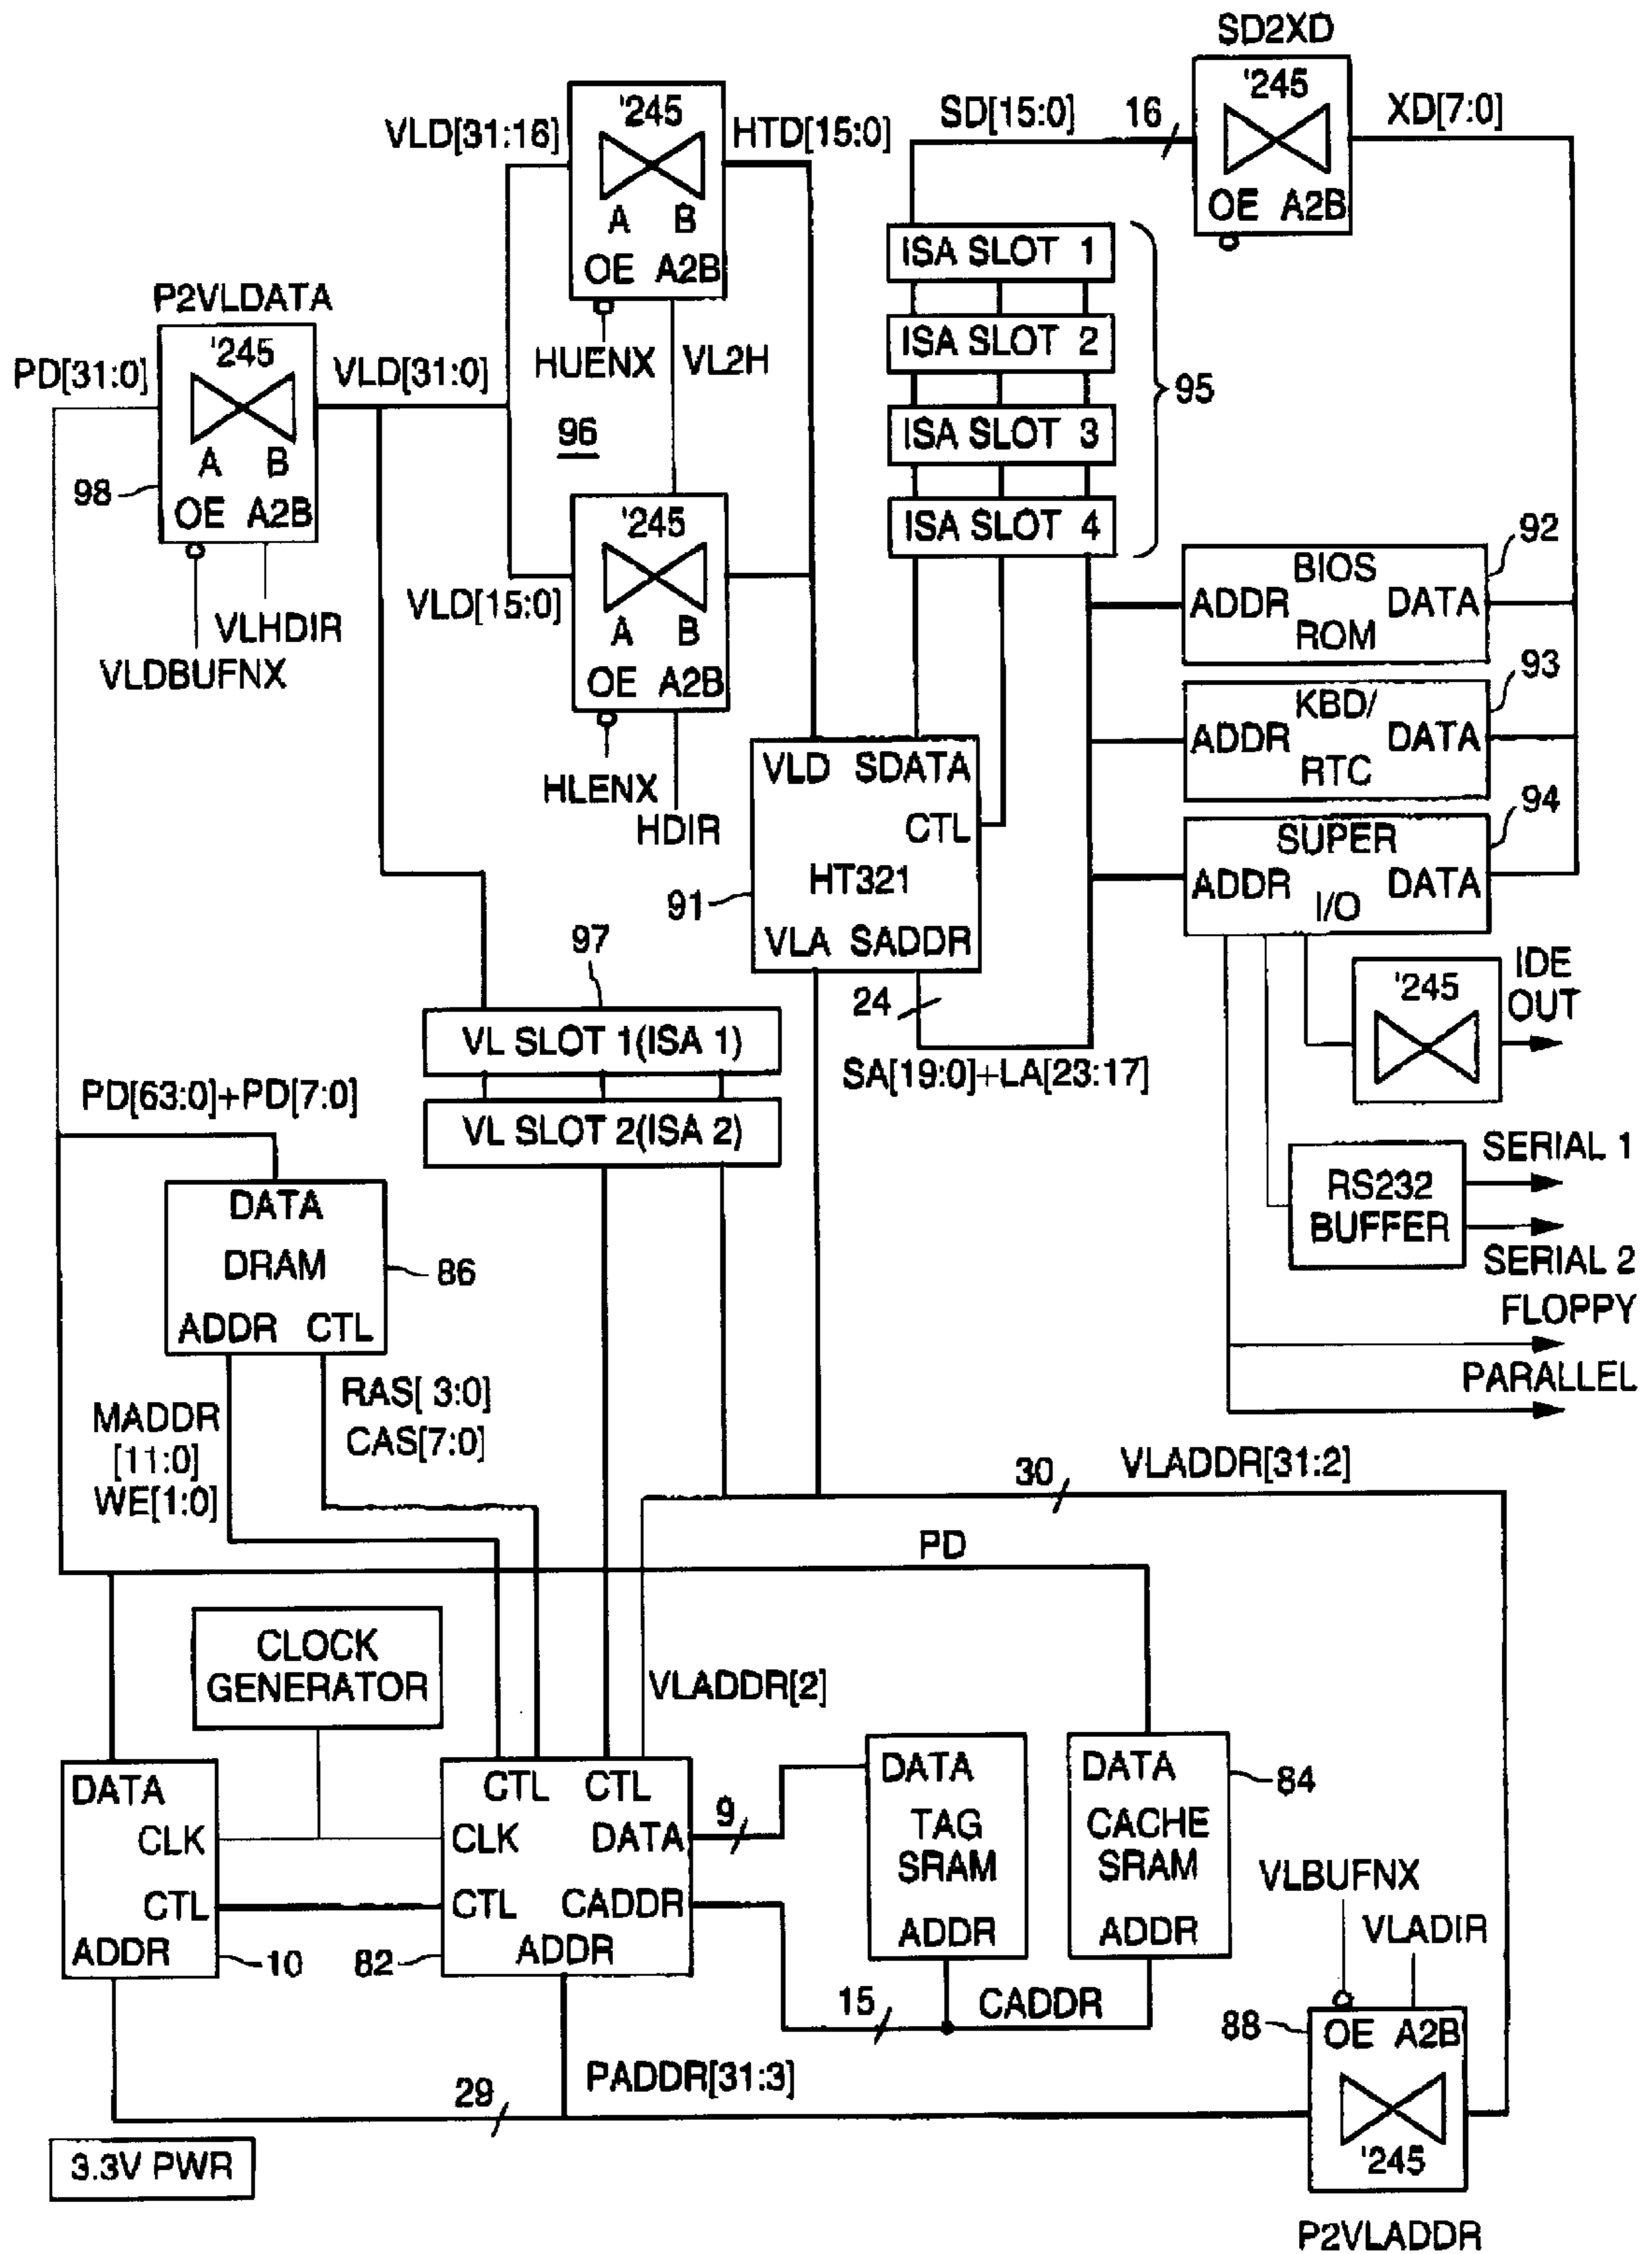 SD2XD
'245
OE A2B
SD[15:0]
16
XD[7:0]
VLD[31:16]
'245
A B
OE A2B
HTD[15:0]
HUENX
VL2H
96
ISA SLOT 1
ISA SLOT 2
ISA SLOT 3
ISA SLOT 4
95
P2VLDATA
PD[31:0]
'245
A B
OE A2B
98
VLD[31:0]
VLHDIR
VLDBUFNX
VLD[15:0]
'245
A B
OE A2B
HLENX
HDIR
BIOS
ADDR DATA
ROM
92
KBD/
ADDR DATA
RTC
93
SUPER
ADDR DATA
I/O
94
VLD SDATA
CTL
HT321
VLA SADDR
91
24
SA[19:0]+LA[23:17]
97
VL SLOT 1(ISA 1)
VL SLOT 2(ISA 2)
'245
IDE
OUT
RS232
BUFFER
SERIAL 1
SERIAL 2
FLOPPY
PARALLEL
PD[63:0]+PD[7:0]
DATA
DRAM
ADDR CTL
86
MADDR
[11:0]
WE[1:0]
RAS[ 3:0]
CAS[7:0]
30
VLADDR[31:2]
PD
CLOCK
GENERATOR
VLADDR[2]
DATA
CLK
CTL
ADDR
10
CTL CTL
CLK DATA
CTL CADDR
ADDR
82
9
DATA
TAG
SRAM
ADDR
DATA
CACHE
SRAM
ADDR
84
15
CADDR
VLBUFNX
VLADIR
88
OE A2B
'245
P2VLADDR
PADDR[31:3]
29
3.3V PWR